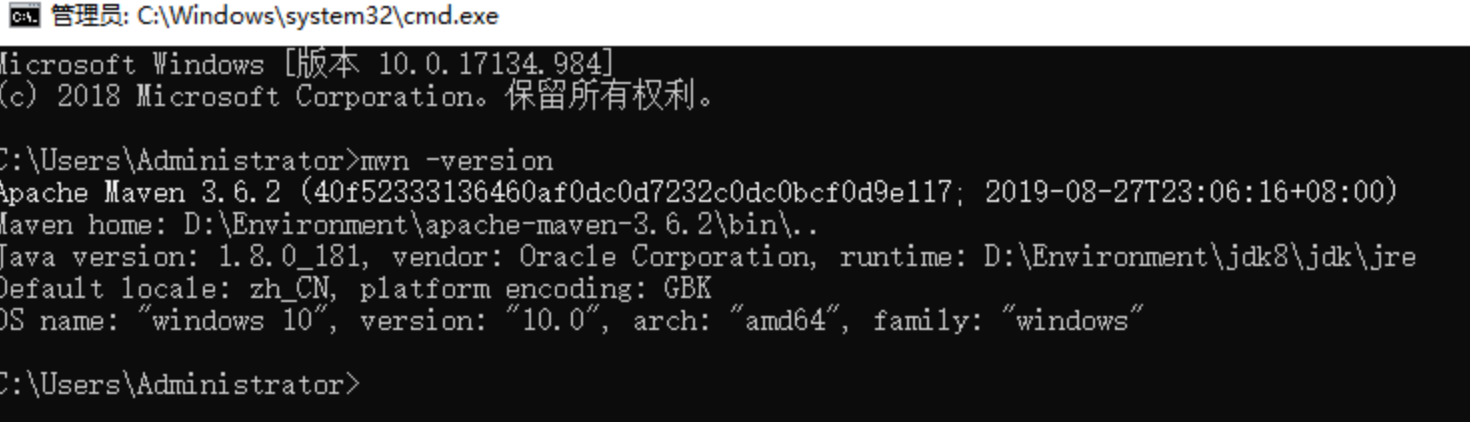 管理员: C:\Windows\system32\cmd.exe
Microsoft Windows [版本 10.0.17134.984]
(c) 2018 Microsoft Corporation。保留所有权利。
C:\Users\Administrator>mvn -version
Apache Maven 3.6.2 (40f52333136460af0dc0d7232c0dc0bcf0d9e117; 2019-08-27T23:06:16+08:00)
Maven home: D:\Environment\apache-maven-3.6.2\bin\..
Java version: 1.8.0_181, vendor: Oracle Corporation, runtime: D:\Environment\jdk8\jdk\jre
Default locale: zh_CN, platform encoding: GBK
OS name: "windows 10", version: "10.0", arch: "amd64", family: "windows"
C:\Users\Administrator>